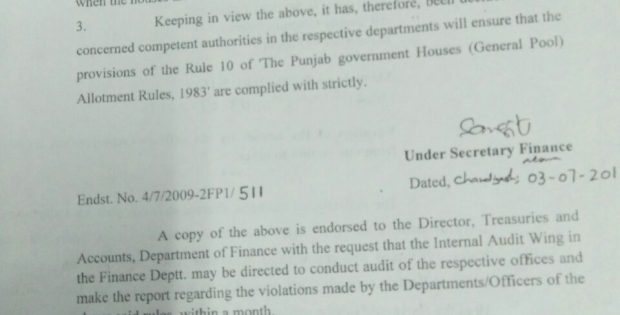 when the
3. Keeping in view the above, it has, therefore, been
concerned competent authorities in the respective departments will ensure that the
provisions of the Rule 10 of 'The Punjab government Houses (General Pool)
Allotment Rules, 1983' are complied with strictly.
Under Secretary Finance
Endst. No. 4/7/2009-2FP1/ 511
Dated, Chandigarh; 03-07-201
A copy of the above is endorsed to the Director, Treasuries and
Accounts, Department of Finance with the request that the Internal Audit Wing in
the Finance Deptt. may be directed to conduct audit of the respective offices and
make the report regarding the violations made by the Departments/Officers of the
said rules, within a month.